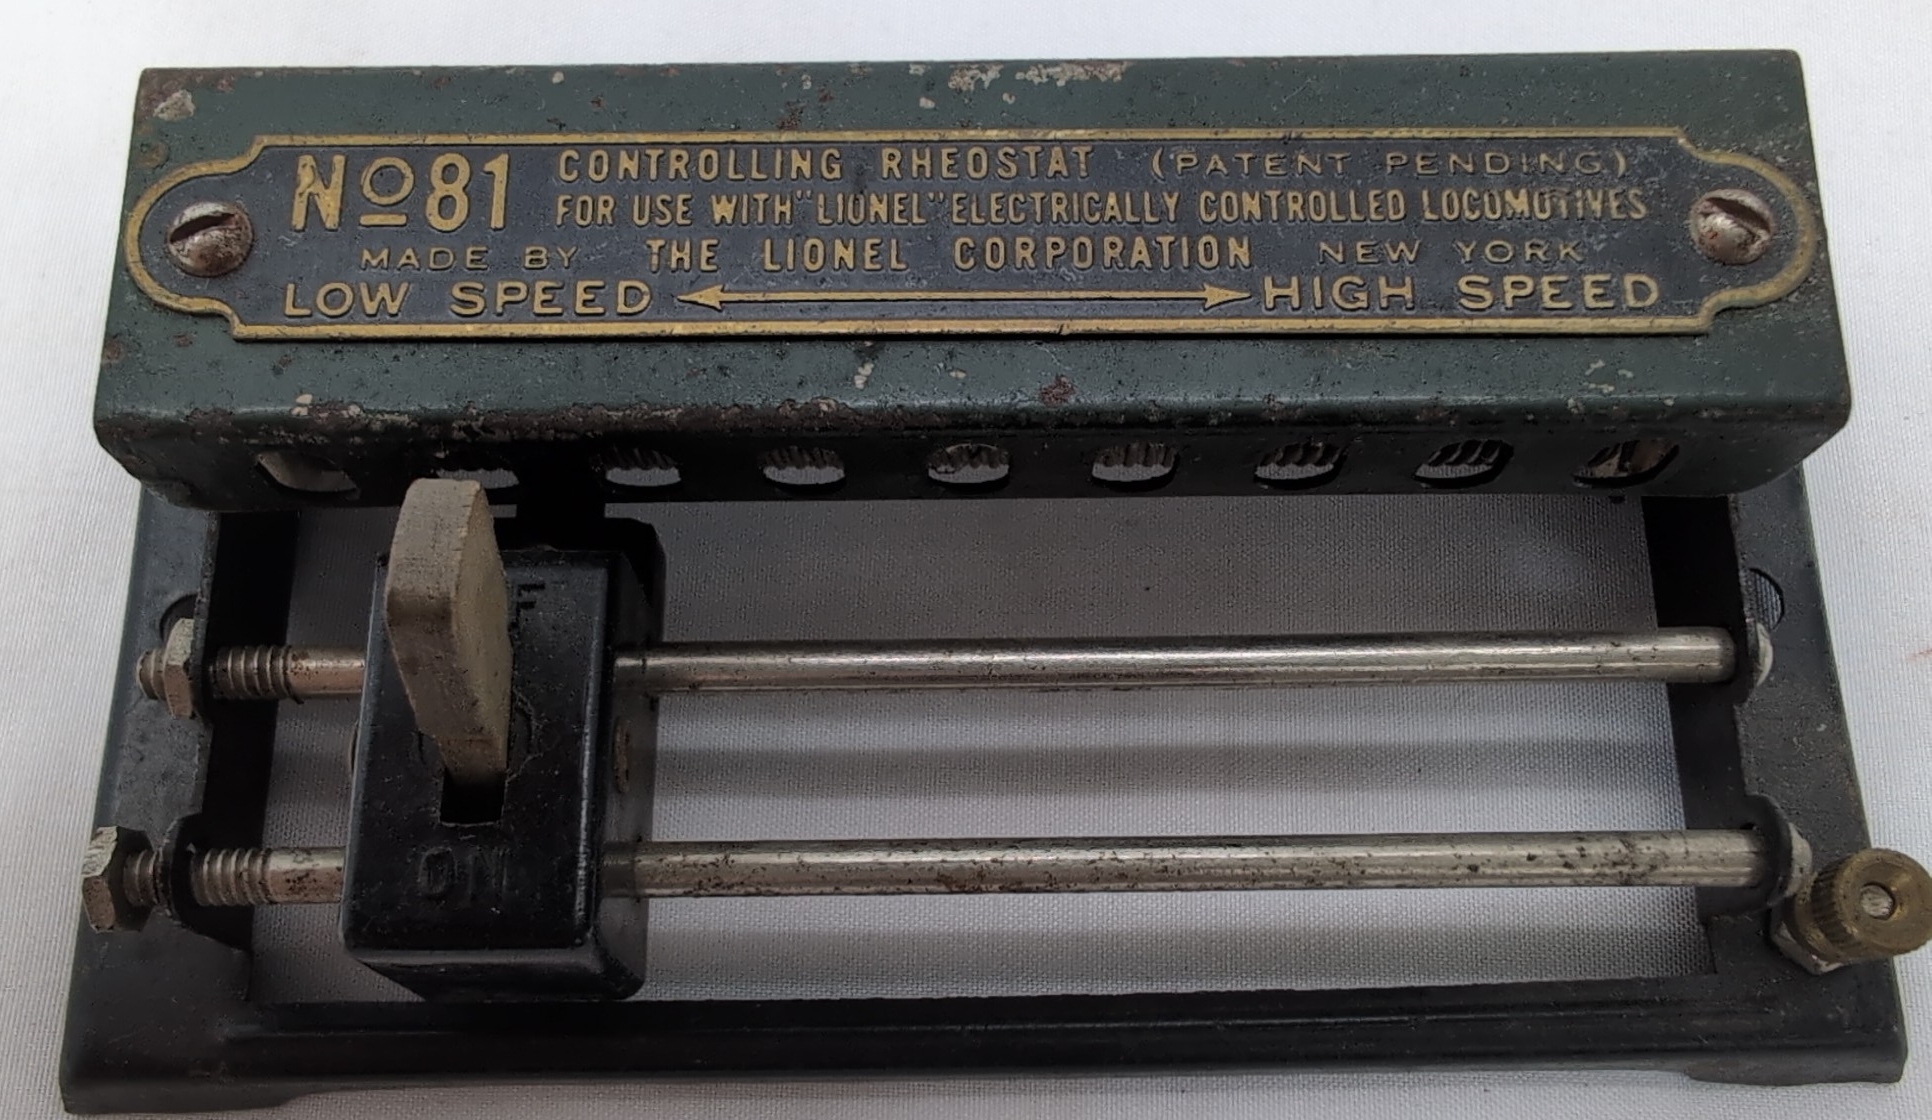 No81 CONTROLLING RHEOSTAT (PATENT PENDING)
FOR USE WITH "LIONEL" ELECTRICALLY CONTROLLED LOCOMOTIVES
MADE BY THE LIONEL CORPORATION NEW YORK
LOW SPEED HIGH SPEED
F
ON